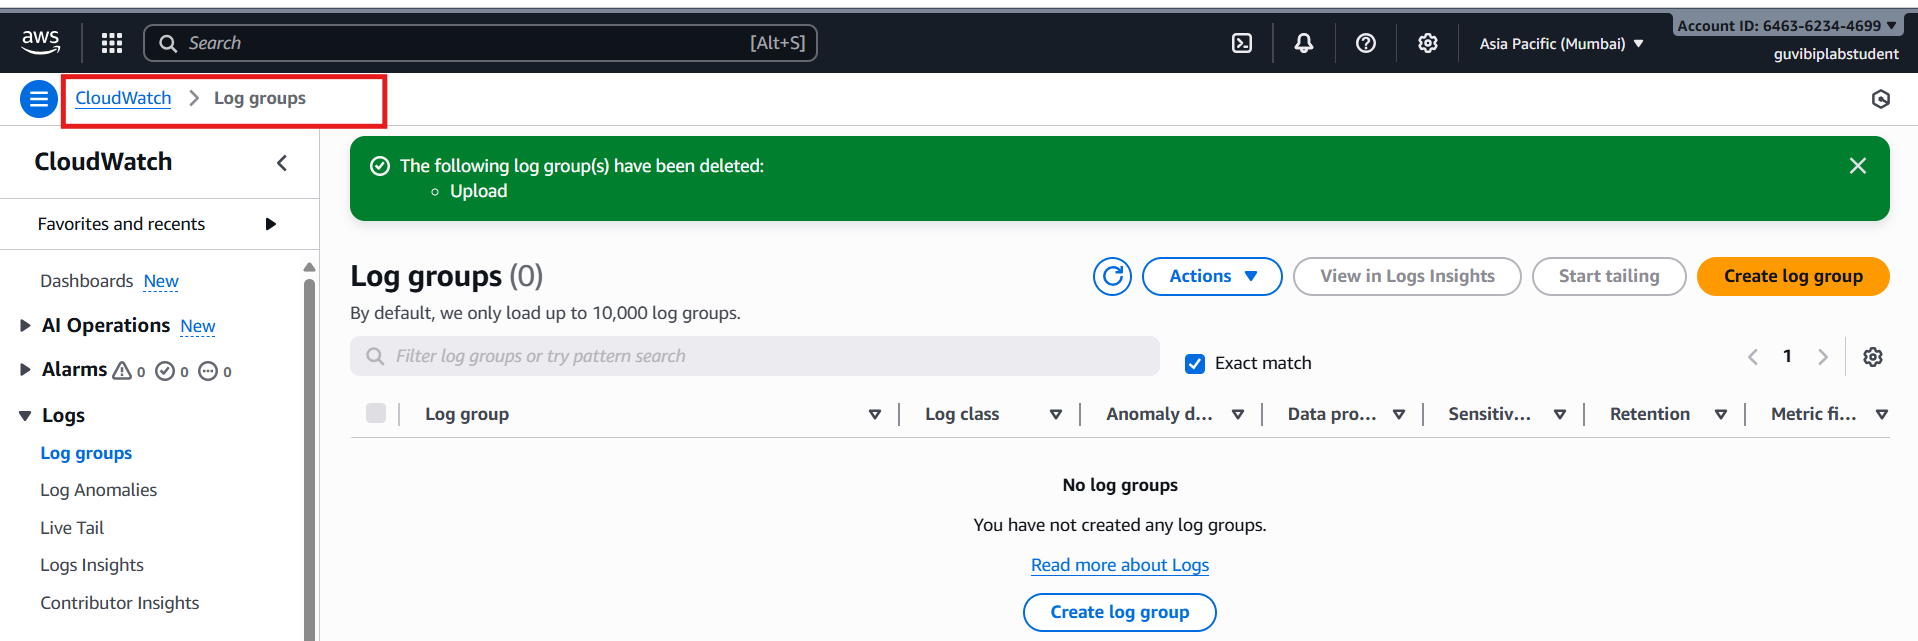 aws
Search [Alt+S]
Asia Pacific (Mumbai)
Account ID: 6463-6234-4699
guvibiplabstudent
CloudWatch > Log groups
CloudWatch
Favorites and recents
Dashboards New
AI Operations New
Alarms 0 0 0
Logs
Log groups
Log Anomalies
Live Tail
Logs Insights
Contributor Insights
The following log group(s) have been deleted:
Upload
Log groups (0)
Actions
View in Logs Insights
Start tailing
Create log group
By default, we only load up to 10,000 log groups.
Filter log groups or try pattern search
Exact match
1
Log group Log class Anomaly d... Data pro... Sensitiv... Retention Metric fi...
No log groups
You have not created any log groups.
Read more about Logs
Create log group